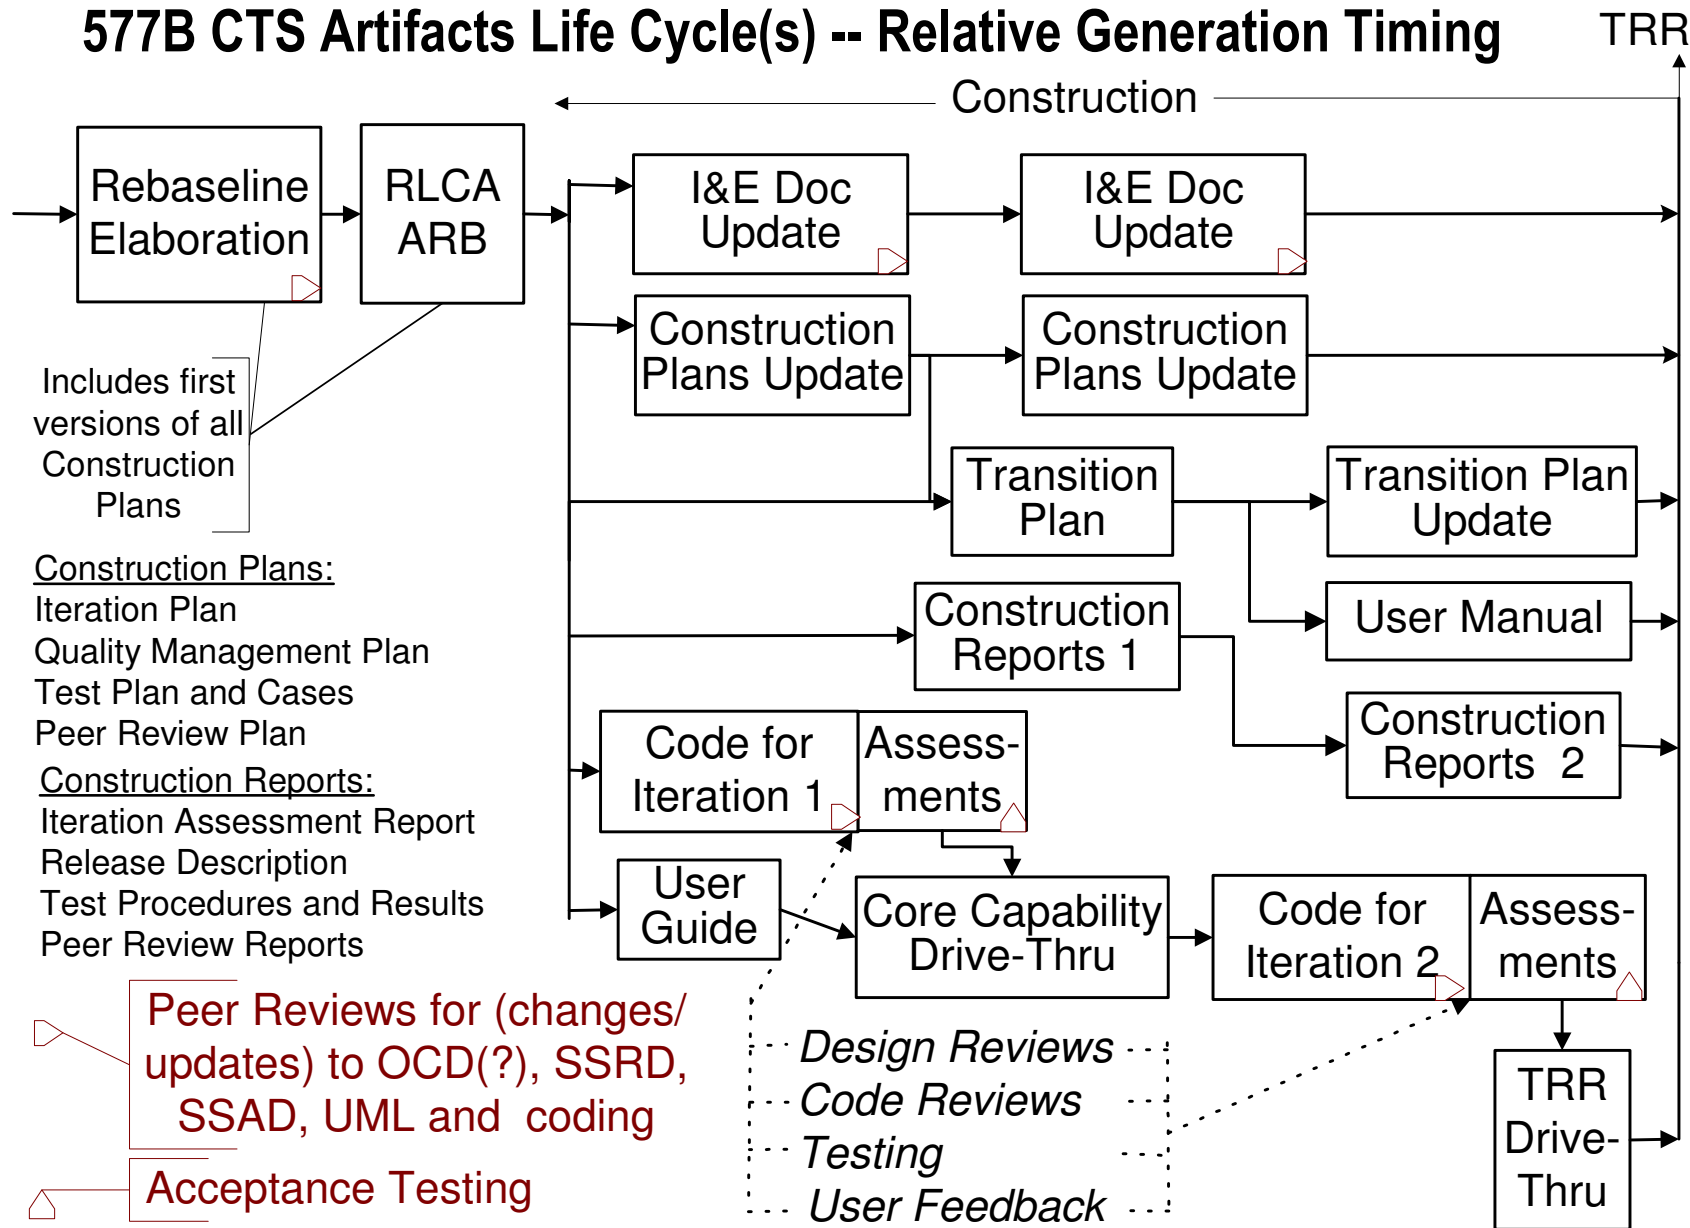 577B CTS Artifacts Life Cycle(s) -- Relative Generation Timing
TRR
Construction
Rebaseline
Elaboration
RLCA
ARB
I&E Doc
Update
I&E Doc
Update
Construction
Plans Update
Construction
Plans Update
Includes first
versions of all
Construction
Plans
Transition
Plan
Transition Plan
Update
Construction Plans:
Iteration Plan
Quality Management Plan
Test Plan and Cases
Peer Review Plan
Construction
Reports 1
User Manual
Construction
Reports 2
Construction Reports:
Iteration Assessment Report
Release Description
Test Procedures and Results
Peer Review Reports
Code for
Iteration 1
Assess-
ments
User
Guide
Core Capability
Drive-Thru
Code for
Iteration 2
Assess-
ments
Peer Reviews for (changes/
updates) to OCD(?), SSRD,
SSAD, UML and coding
Acceptance Testing
Design Reviews
Code Reviews
Testing
User Feedback
TRR
Drive-
Thru